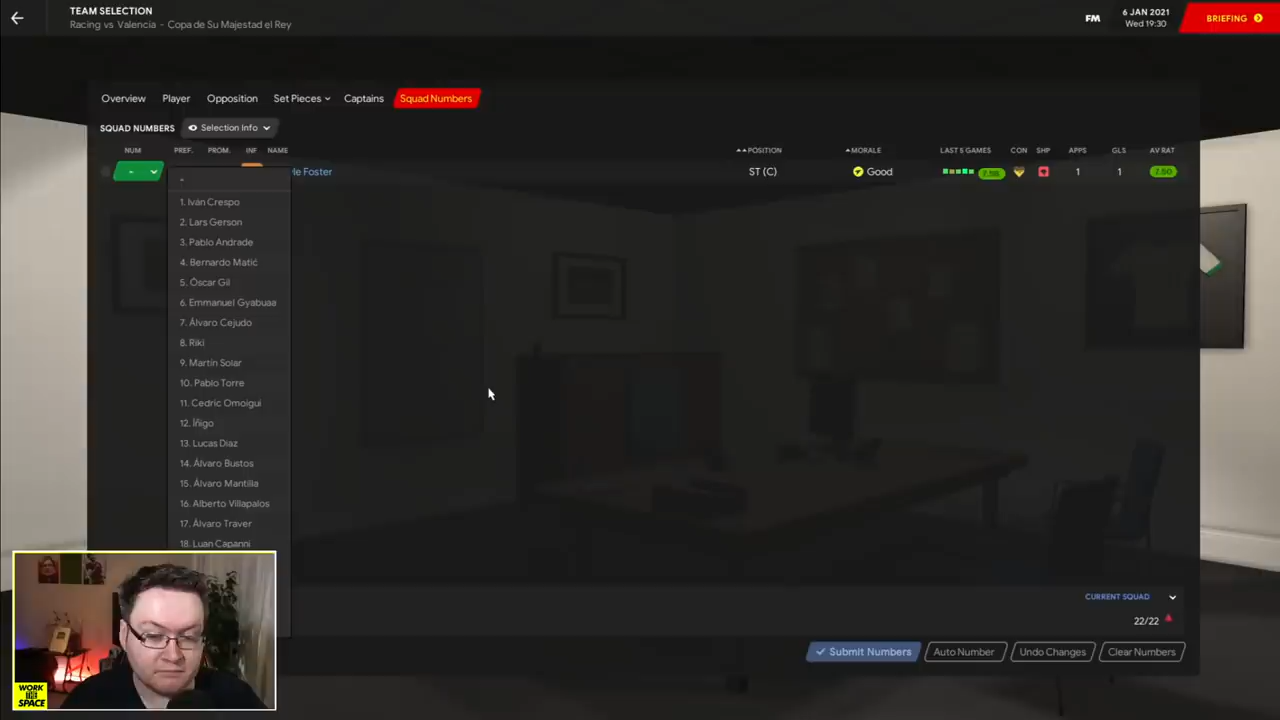 TEAM SELECTION
Racing vs Valencia - Copa de Su Majestad el Rey
FM
6 JAN 2021
Wed 19:30
BRIEFING
Overview Player Opposition Set Pieces Captains Squad Numbers
SQUAD NUMBERS Selection Info
NUM PREF. PROM. INF NAME POSITION MORALE LAST 5 GAMES CON SHP APPS GLS AV RAT
- le Foster ST (C) Good 1 1 7.50
-
1. Iván Crespo
2. Lars Gerson
3. Pablo Andrade
4. Bernardo Matić
5. Óscar Gil
6. Emmanuel Gyabuaa
7. Álvaro Cejudo
8. Riki
9. Martín Solar
10. Pablo Torre
11. Cedric Omoigui
12. Íñigo
13. Lucas Díaz
14. Álvaro Bustos
15. Álvaro Mantilla
16. Alberto Villapalos
17. Álvaro Traver
18. Luan Capanni
CURRENT SQUAD
22/22
Submit Numbers Auto Number Undo Changes Clear Numbers
WORK
THE
SPACE